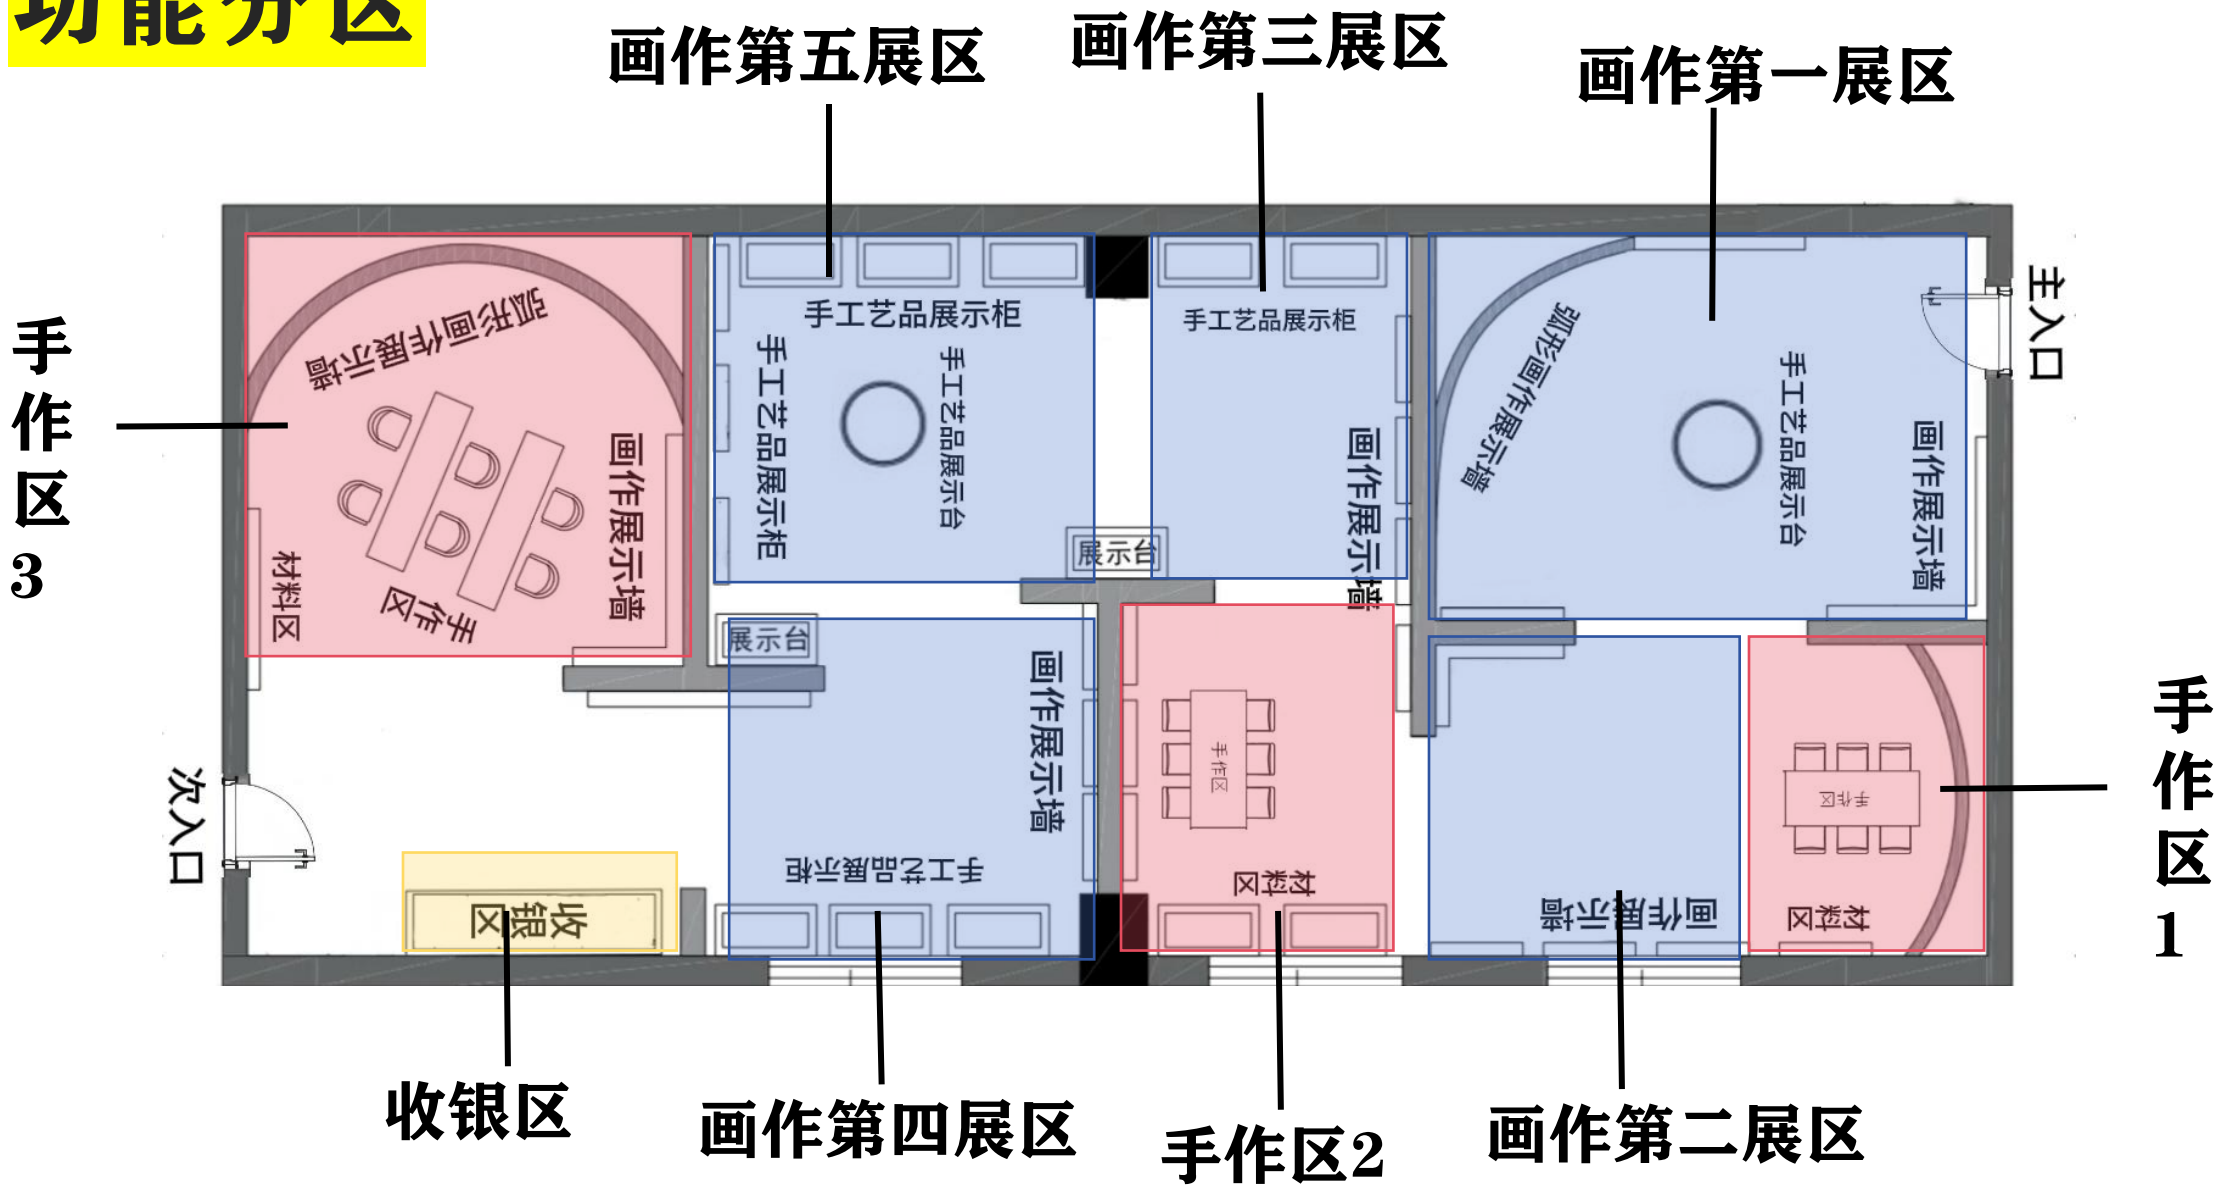 功能分区
画作第五展区
画作第三展区
画作第一展区
主入口
手作区3
弧形画作展示墙
画作展示墙
材料区
手作区
手工艺品展示柜
手工艺品展示柜
手工艺品展示台
展示台
手工艺品展示柜
画作展示墙
弧形画作展示墙
手工艺品展示台
画作展示墙
展示台
画作展示墙
手工艺品展示柜
手作区
材料区
画作展示墙
手作区
材料区
手作区1
次入口
收银区
收银区
画作第四展区
手作区2
画作第二展区